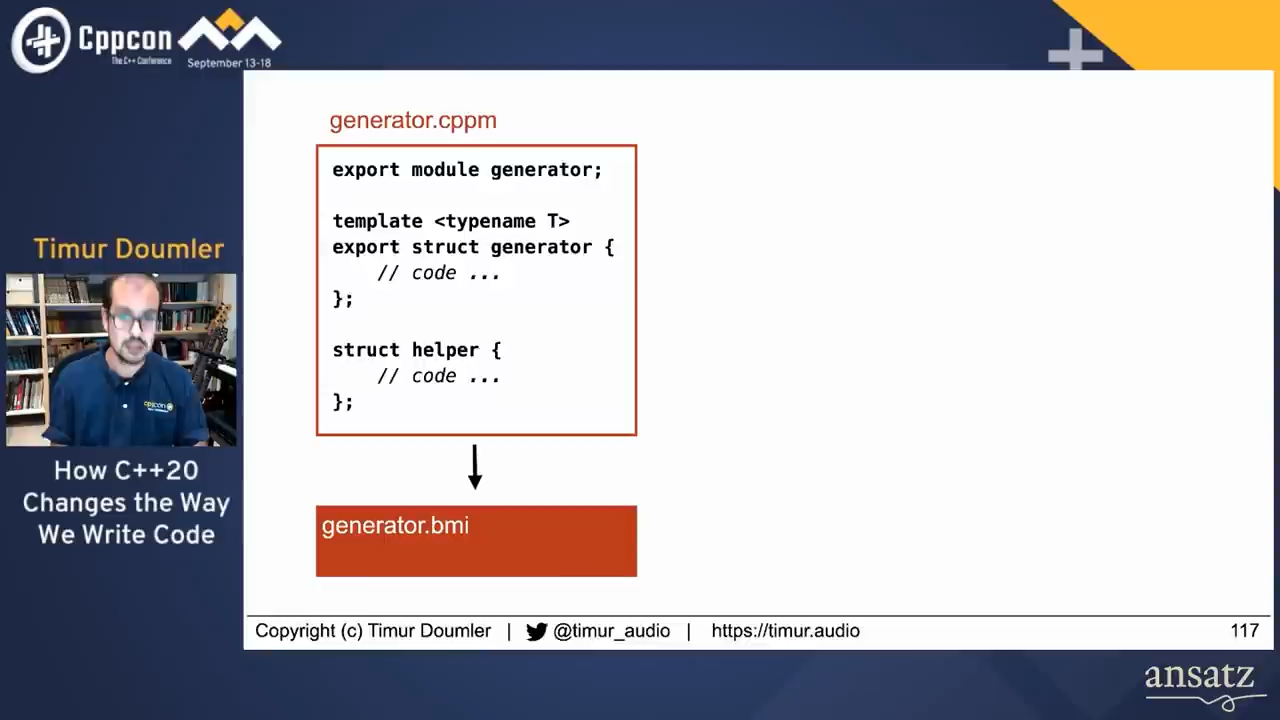 Cppcon
The C++ Conference
September 13-18
Timur Doumler
How C++20
Changes the Way
We Write Code
generator.cppm
export module generator;
template <typename T>
export struct generator {
// code ...
};
struct helper {
// code ...
};
generator.bmi
Copyright (c) Timur Doumler | @timur_audio | https://timur.audio
117
ansatz